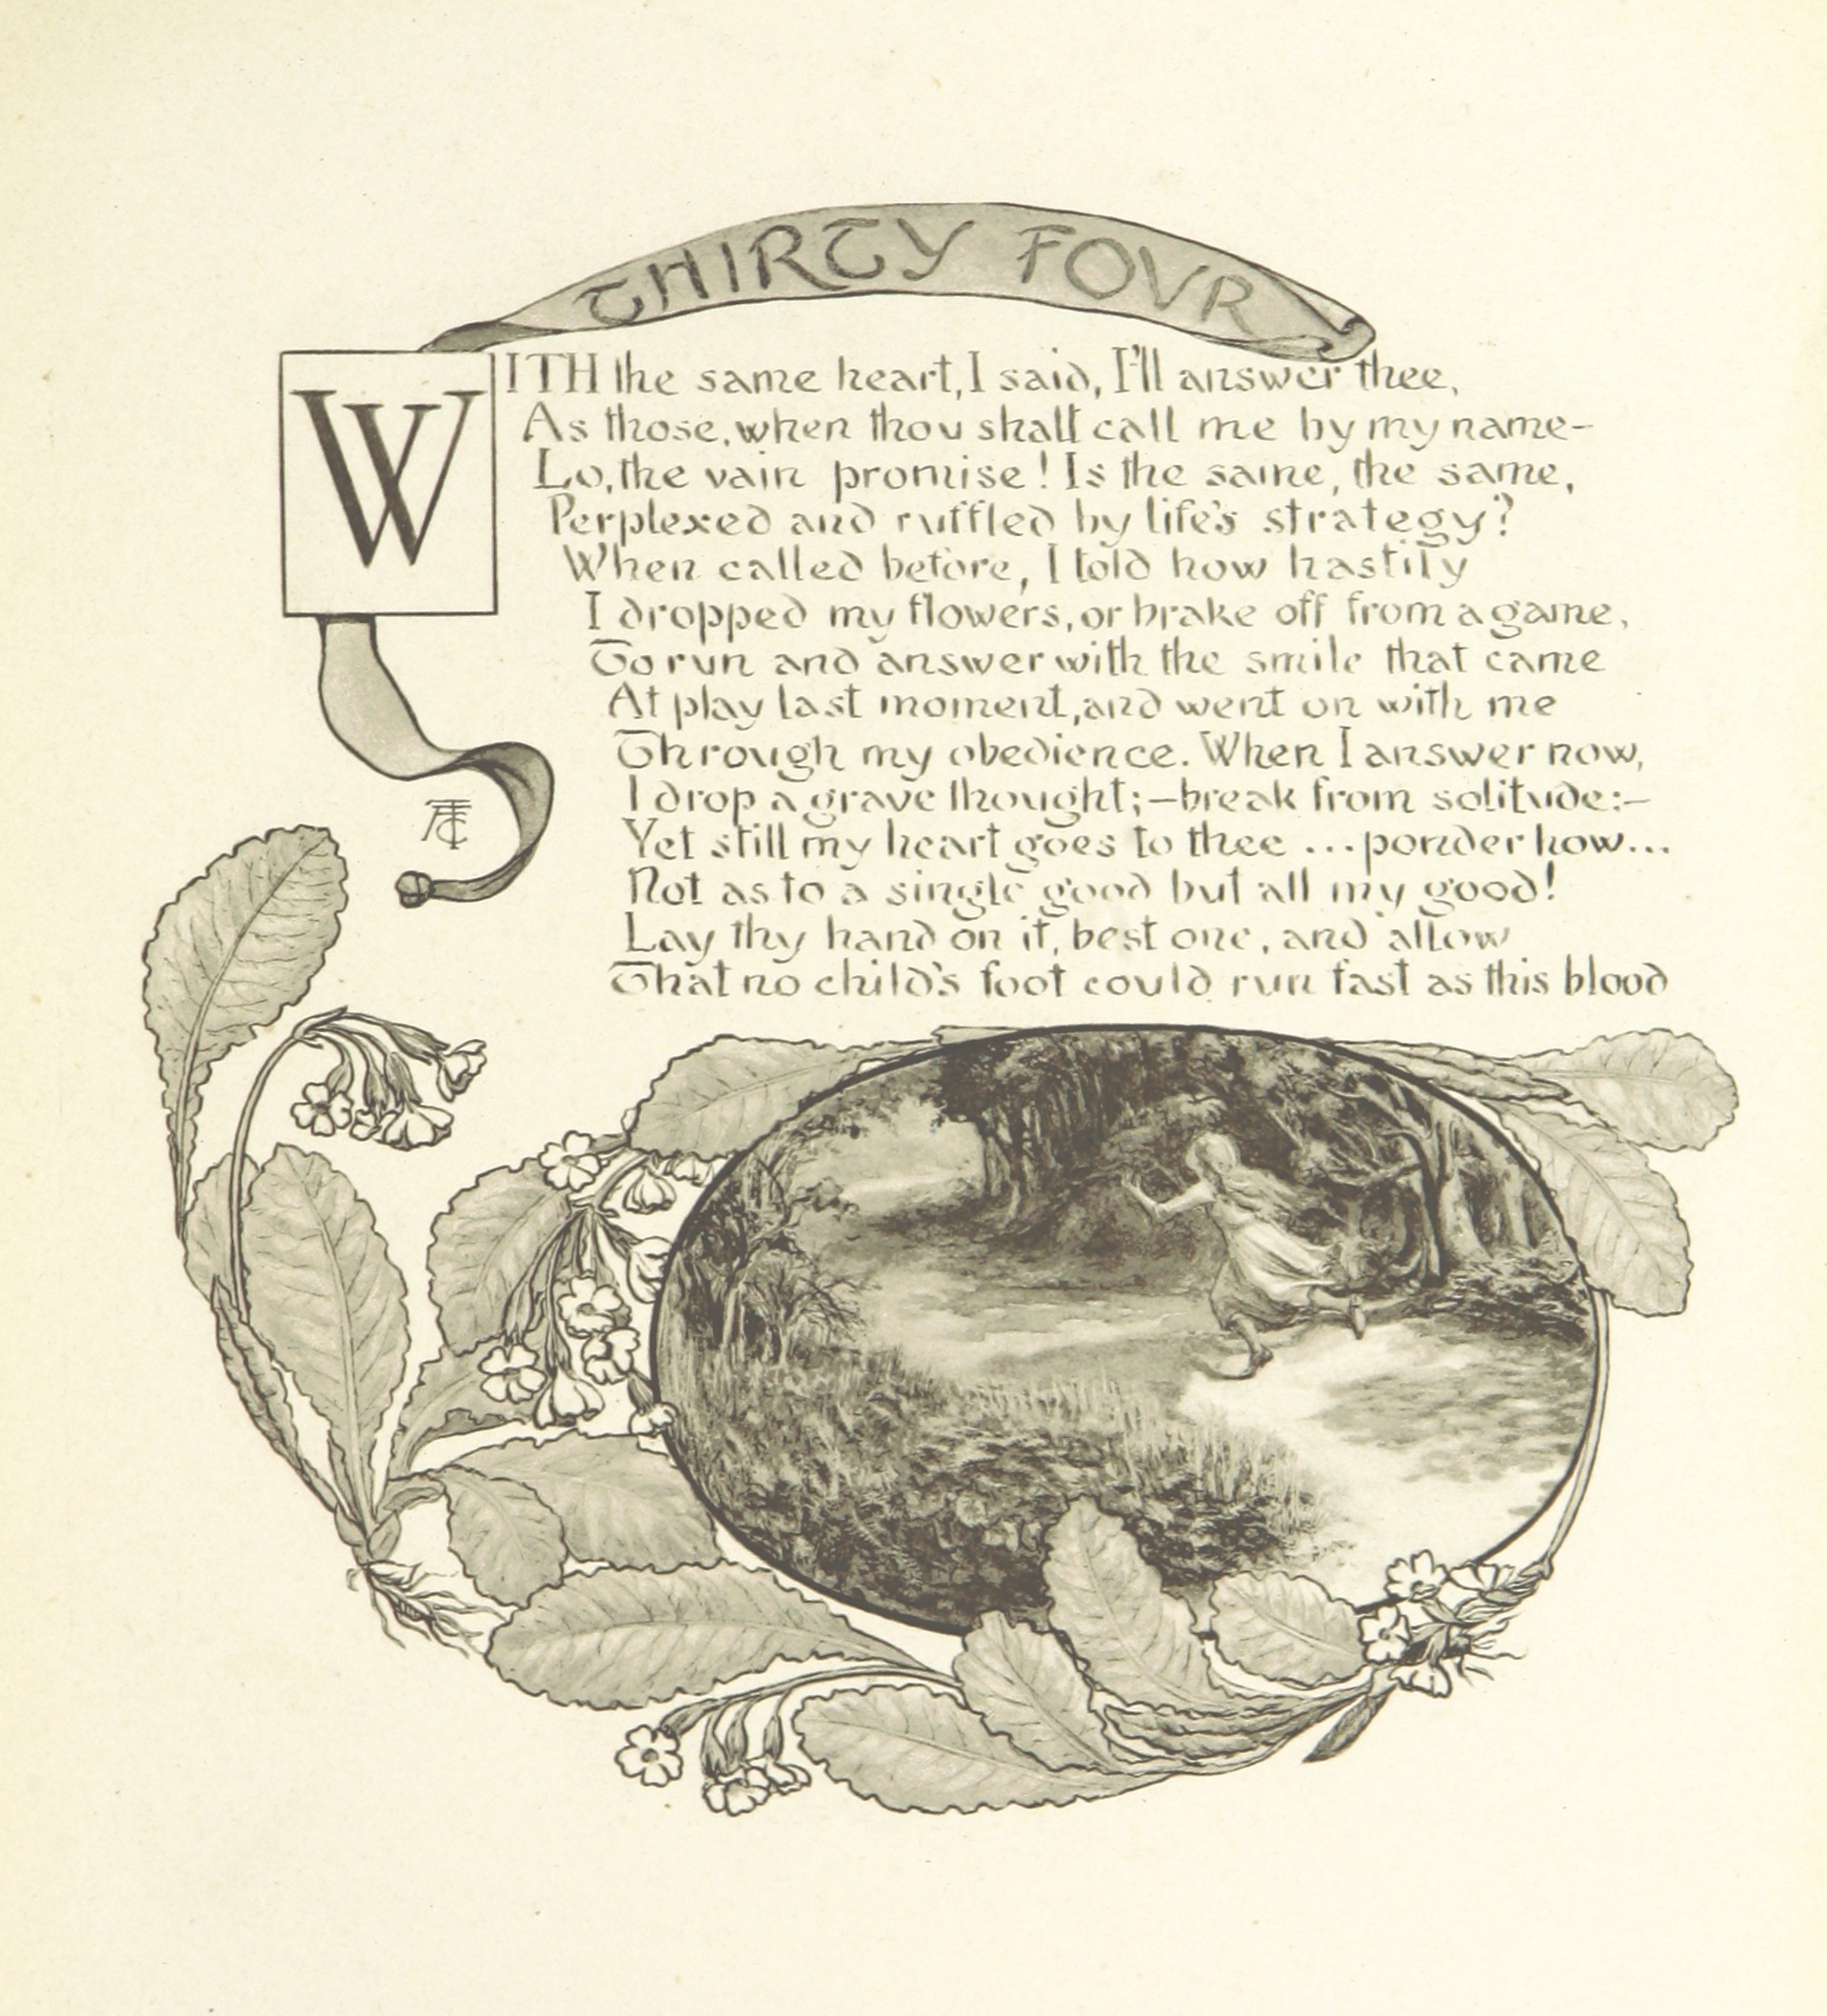 THIRTY FOVR
WITH the same heart, I said, I'll answer thee,
As those, when thou shalt call me by my name-
Lo, the vain promise! Is the same, the same,
Perplexed and ruffled by life's strategy?
When called before, I told how hastily
I dropped my flowers, or brake off from a game,
To run and answer with the smile that came
At play last moment, and went on with me
Through my obedience. When I answer now,
I drop a grave thought;—break from solitude:—
Yet still my heart goes to thee ... ponder how...
Not as to a single good but all my good!
Lay thy hand on it, best one, and allow
That no child's foot could run fast as this blood